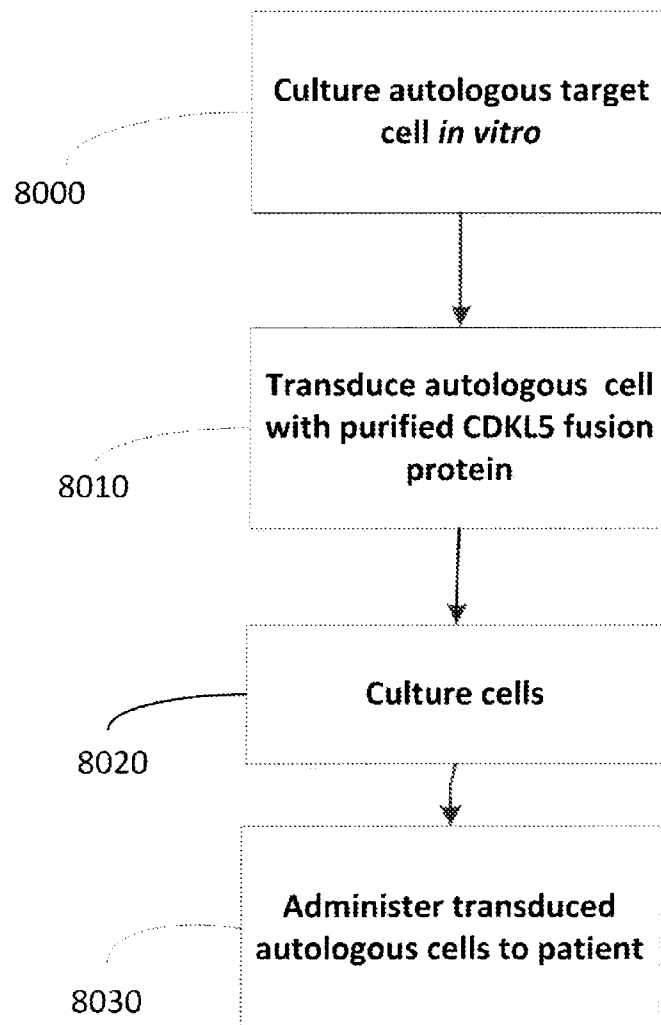 Culture autologous target
cell in vitro
8000
Transduce autologous cell
with purified CDKL5 fusion
protein
8010
Culture cells
8020
Administer transduced
autologous cells to patient
8030